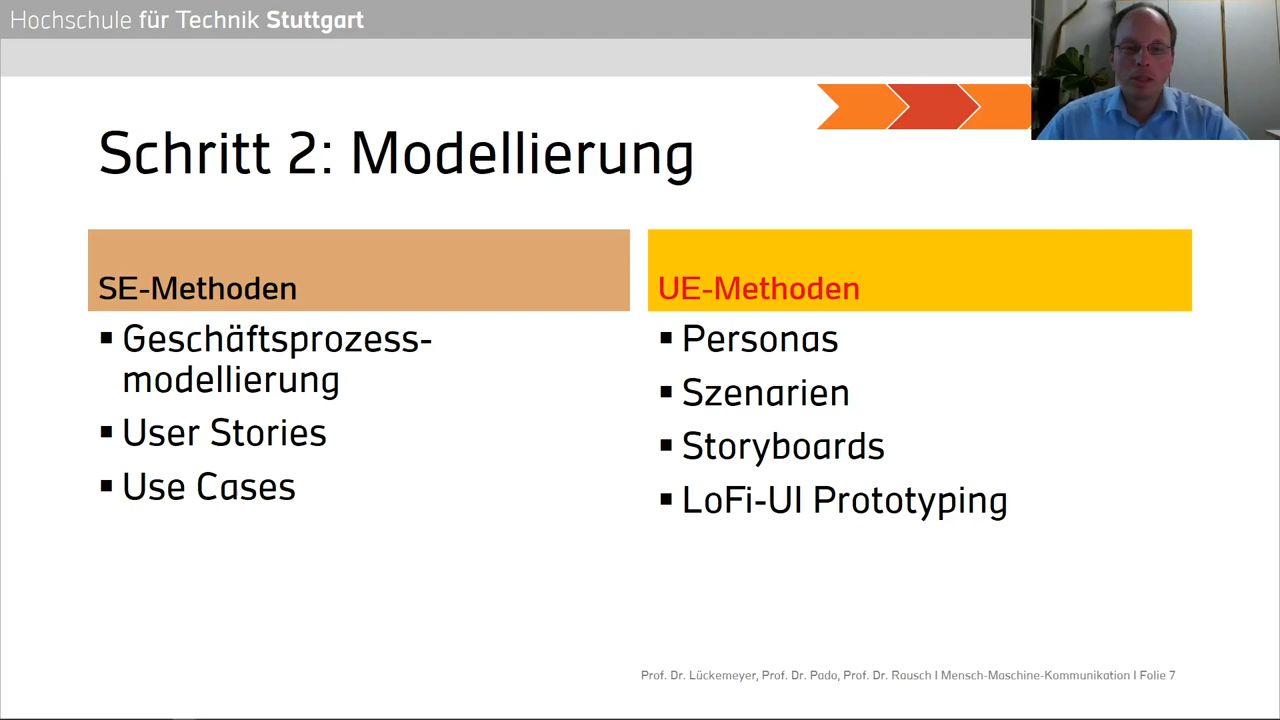 Hochschule für Technik Stuttgart
Schritt 2: Modellierung
SE-Methoden
▪ Geschäftsprozess-
modellierung
▪ User Stories
▪ Use Cases
UE-Methoden
▪ Personas
▪ Szenarien
▪ Storyboards
▪ LoFi-UI Prototyping
Prof. Dr. Lückemeyer, Prof. Dr. Pado, Prof. Dr. Rausch I Mensch-Maschine-Kommunikation I Folie 7